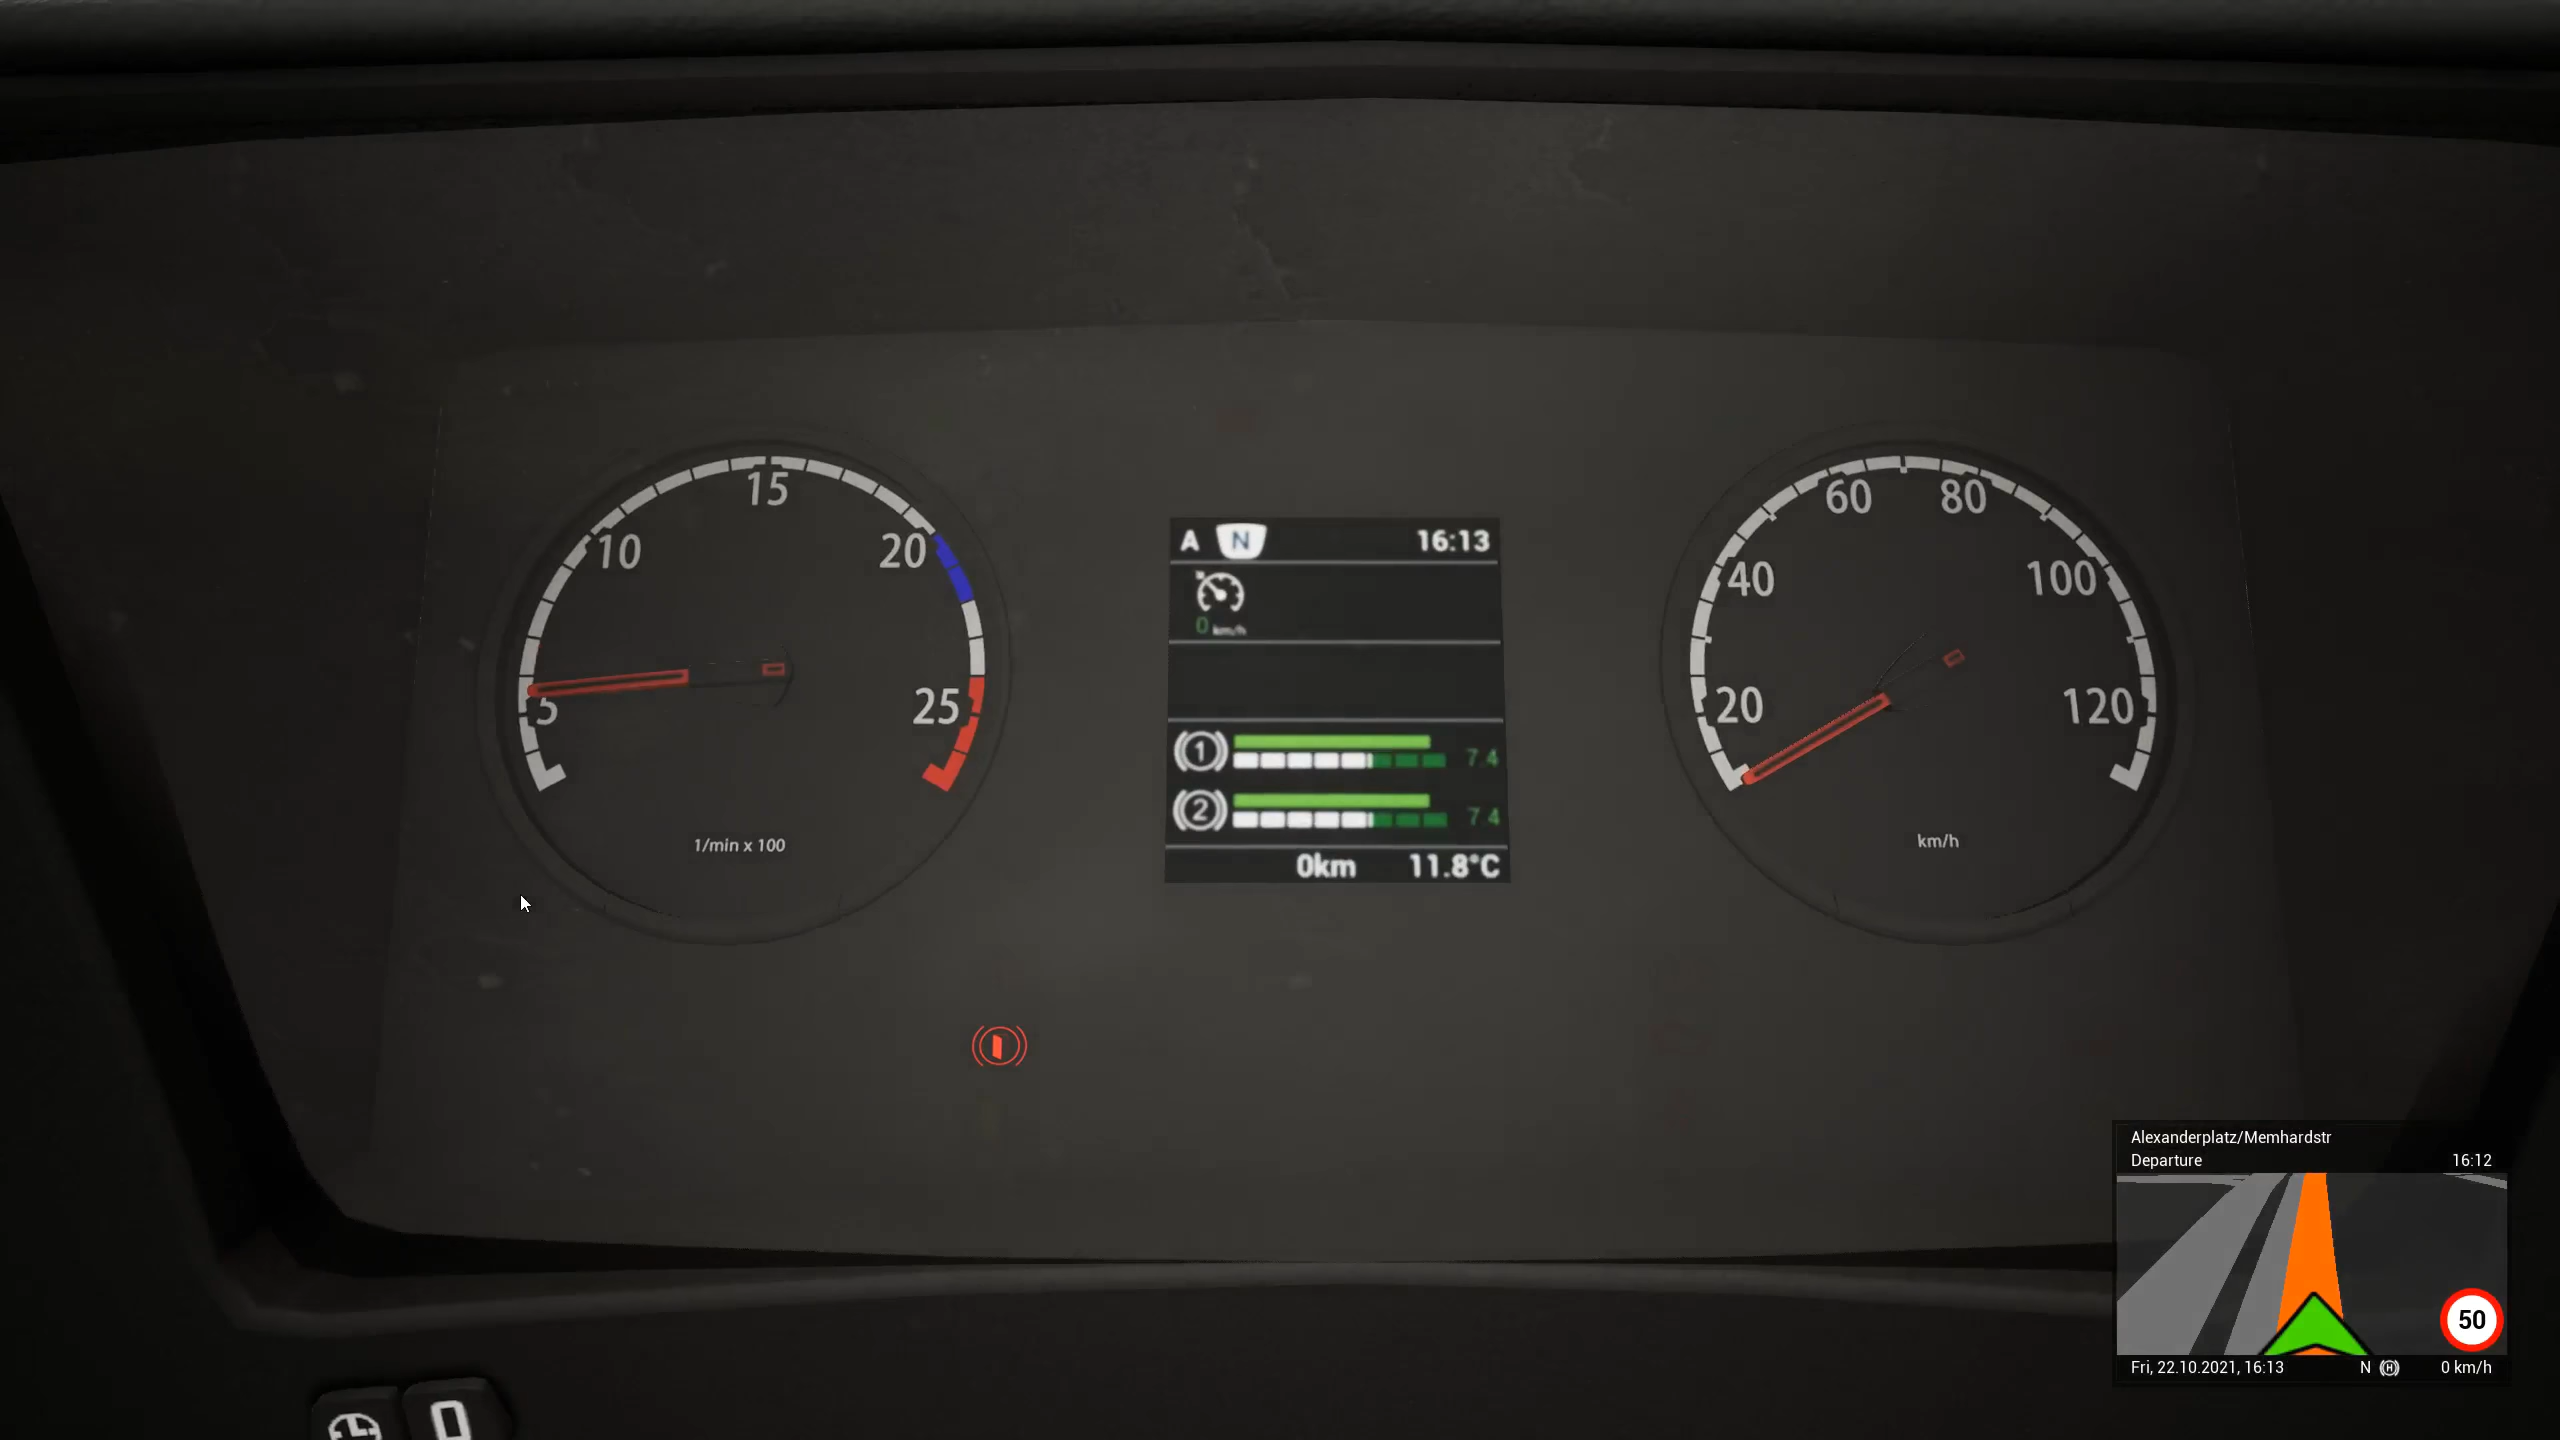 5
10
15
20
25
1/min x 100
A N 16:13
0 km/h
1 7.4
2 7.4
0km 11.8°C
20
40
60
80
100
120
km/h
Alexanderplatz/Memhardstr
Departure 16:12
50
Fri, 22.10.2021, 16:13 N (H) 0 km/h